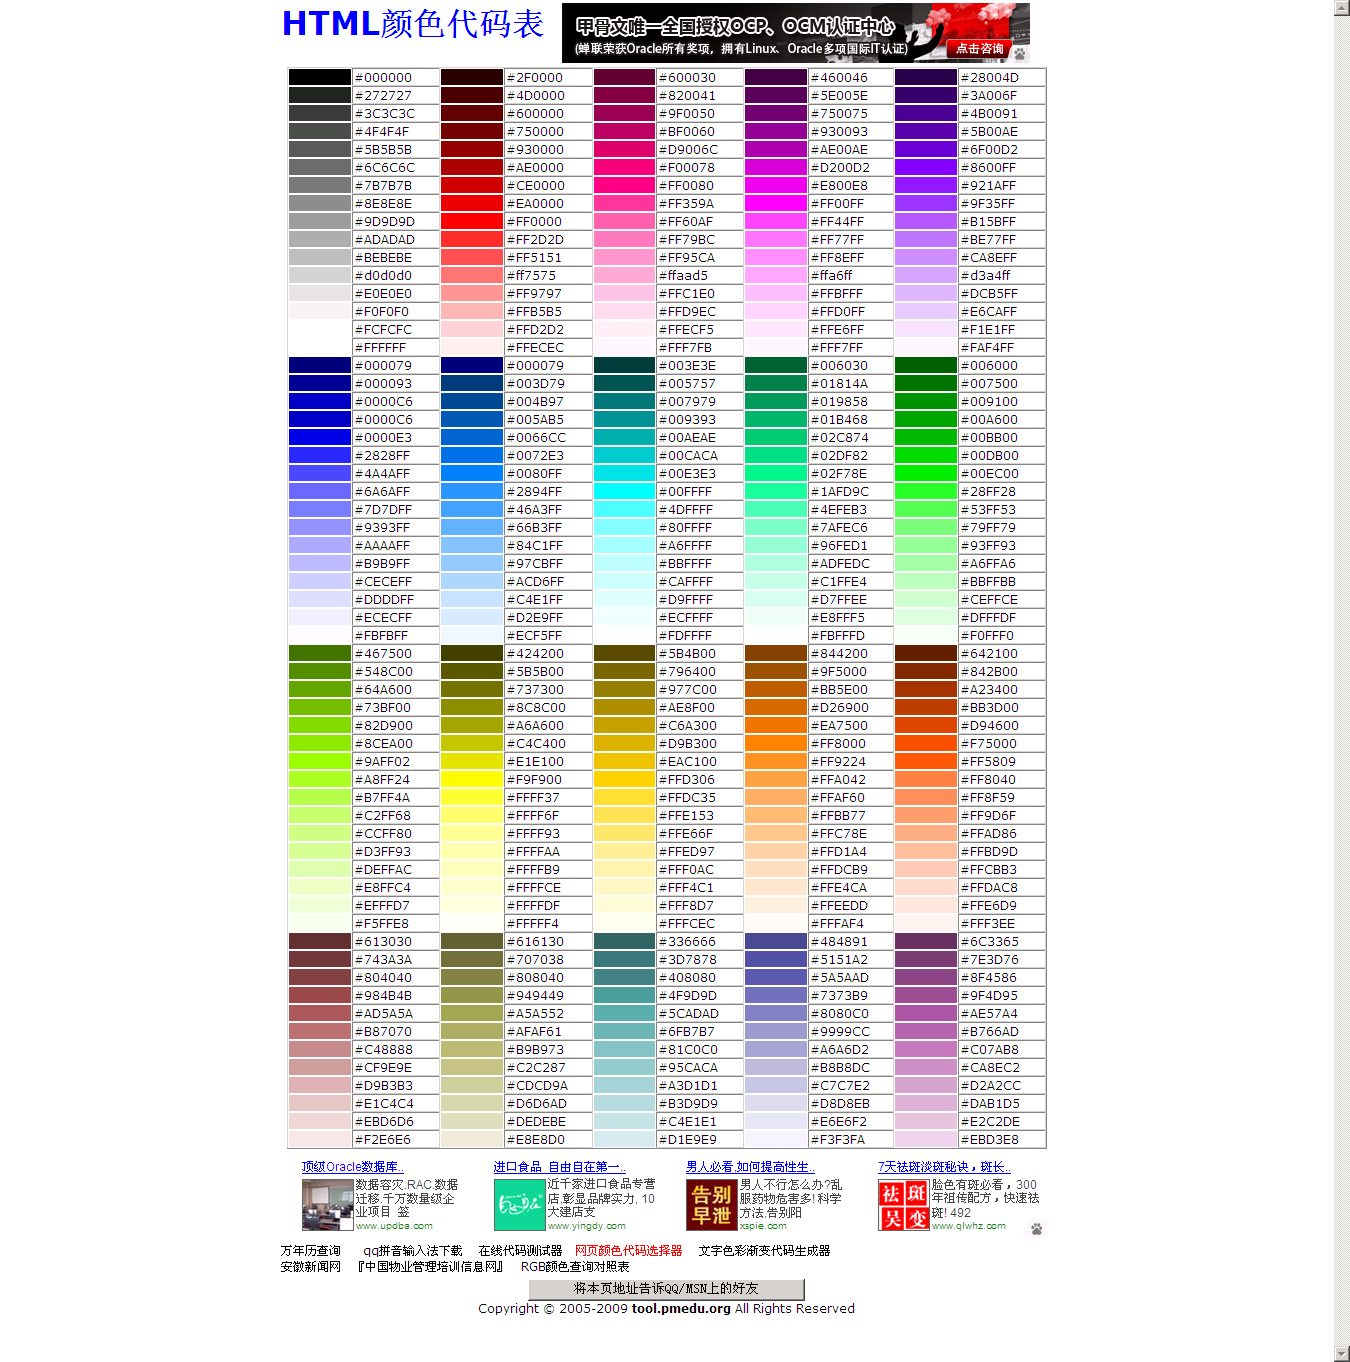 HTML颜色代码表
甲骨文唯一全国授权OCP、OCM认证中心
(蝉联荣获Oracle所有奖项，拥有Linux、Oracle多项国际IT认证)
点击咨询
#000000 #2F0000 #600030 #460046 #28004D
#272727 #4D0000 #820041 #5E005E #3A006F
#3C3C3C #600000 #9F0050 #750075 #4B0091
#4F4F4F #750000 #BF0060 #930093 #5B00AE
#5B5B5B #930000 #D9006C #AE00AE #6F00D2
#6C6C6C #AE0000 #F00078 #D200D2 #8600FF
#7B7B7B #CE0000 #FF0080 #E800E8 #921AFF
#8E8E8E #EA0000 #FF359A #FF00FF #9F35FF
#9D9D9D #FF0000 #FF60AF #FF44FF #B15BFF
#ADADAD #FF2D2D #FF79BC #FF77FF #BE77FF
#BEBEBE #FF5151 #FF95CA #FF8EFF #CA8EFF
#d0d0d0 #ff7575 #ffaad5 #ffa6ff #d3a4ff
#E0E0E0 #FF9797 #FFC1E0 #FFBFFF #DCB5FF
#F0F0F0 #FFB5B5 #FFD9EC #FFD0FF #E6CAFF
#FCFCFC #FFD2D2 #FFECF5 #FFE6FF #F1E1FF
#FFFFFF #FFECEC #FFF7FB #FFF7FF #FAF4FF
#000079 #000079 #003E3E #006030 #006000
#000093 #003D79 #005757 #01814A #007500
#0000C6 #004B97 #007979 #019858 #009100
#0000C6 #005AB5 #009393 #01B468 #00A600
#0000E3 #0066CC #00AEAE #02C874 #00BB00
#2828FF #0072E3 #00CACA #02DF82 #00DB00
#4A4AFF #0080FF #00E3E3 #02F78E #00EC00
#6A6AFF #2894FF #00FFFF #1AFD9C #28FF28
#7D7DFF #46A3FF #4DFFFF #4EFEB3 #53FF53
#9393FF #66B3FF #80FFFF #7AFEC6 #79FF79
#AAAAFF #84C1FF #A6FFFF #96FED1 #93FF93
#B9B9FF #97CBFF #BBFFFF #ADFEDC #A6FFA6
#CECEFF #ACD6FF #CAFFFF #C1FFE4 #BBFFBB
#DDDDFF #C4E1FF #D9FFFF #D7FFEE #CEFFCE
#ECECFF #D2E9FF #ECFFFF #E8FFF5 #DFFFDF
#FBFBFF #ECF5FF #FDFFFF #FBFFFD #F0FFF0
#467500 #424200 #5B4B00 #844200 #642100
#548C00 #5B5B00 #796400 #9F5000 #842B00
#64A600 #737300 #977C00 #BB5E00 #A23400
#73BF00 #8C8C00 #AE8F00 #D26900 #BB3D00
#82D900 #A6A600 #C6A300 #EA7500 #D94600
#8CEA00 #C4C400 #D9B300 #FF8000 #F75000
#9AFF02 #E1E100 #EAC100 #FF9224 #FF5809
#A8FF24 #F9F900 #FFD306 #FFA042 #FF8040
#B7FF4A #FFFF37 #FFDC35 #FFAF60 #FF8F59
#C2FF68 #FFFF6F #FFE153 #FFBB77 #FF9D6F
#CCFF80 #FFFF93 #FFE66F #FFC78E #FFAD86
#D3FF93 #FFFFAA #FFED97 #FFD1A4 #FFBD9D
#DEFFAC #FFFFB9 #FFF0AC #FFDCB9 #FFCBB3
#E8FFC4 #FFFFCE #FFF4C1 #FFE4CA #FFDAC8
#EFFFD7 #FFFFDF #FFF8D7 #FFEEDD #FFE6D9
#F5FFE8 #FFFFF4 #FFFCEC #FFFAF4 #FFF3EE
#613030 #616130 #336666 #484891 #6C3365
#743A3A #707038 #3D7878 #5151A2 #7E3D76
#804040 #808040 #408080 #5A5AAD #8F4586
#984B4B #949449 #4F9D9D #7373B9 #9F4D95
#AD5A5A #A5A552 #5CADAD #8080C0 #AE57A4
#B87070 #AFAF61 #6FB7B7 #9999CC #B766AD
#C48888 #B9B973 #81C0C0 #A6A6D2 #C07AB8
#CF9E9E #C2C287 #95CACA #B8B8DC #CA8EC2
#D9B3B3 #CDCD9A #A3D1D1 #C7C7E2 #D2A2CC
#E1C4C4 #D6D6AD #B3D9D9 #D8D8EB #DAB1D5
#EBD6D6 #DEDEBE #C4E1E1 #E6E6F2 #E2C2DE
#F2E6E6 #E8E8D0 #D1E9E9 #F3F3FA #EBD3E8
顶级Oracle数据库..
数据容灾.RAC.数据
迁移.千万数量级企
业项目 签
www.updba.com
进口食品 自由自在第一..
近千家进口食品专营
店,彰显品牌实力, 10
大建店支
www.yingdy.com
男人必看,如何提高性生..
告别
早泄
男人不行怎么办?乱
服药物危害多! 科学
方法,告别阳
xspie.com
7天祛斑淡斑秘诀，斑长..
祛斑
吴变
脸色有斑必看，300
年祖传配方，快速祛
斑! 492
www.qlwhz.com
万年历查询 qq拼音输入法下载 在线代码测试器 网页颜色代码选择器 文字色彩渐变代码生成器
安徽新闻网 『中国物业管理培训信息网』 RGB颜色查询对照表
将本页地址告诉QQ/MSN上的好友
Copyright © 2005-2009 tool.pmedu.org All Rights Reserved